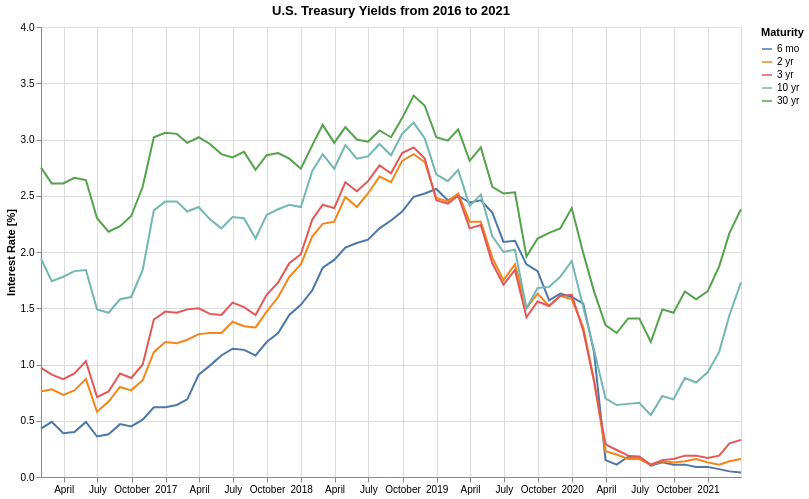 U.S. Treasury Yields from 2016 to 2021
Interest Rate [%]
4.0
3.5
3.0
2.5
2.0
1.5
1.0
0.5
0.0
April July October 2017 April July October 2018 April July October 2019 April July October 2020 April July October 2021
Maturity
6 mo
2 yr
3 yr
10 yr
30 yr